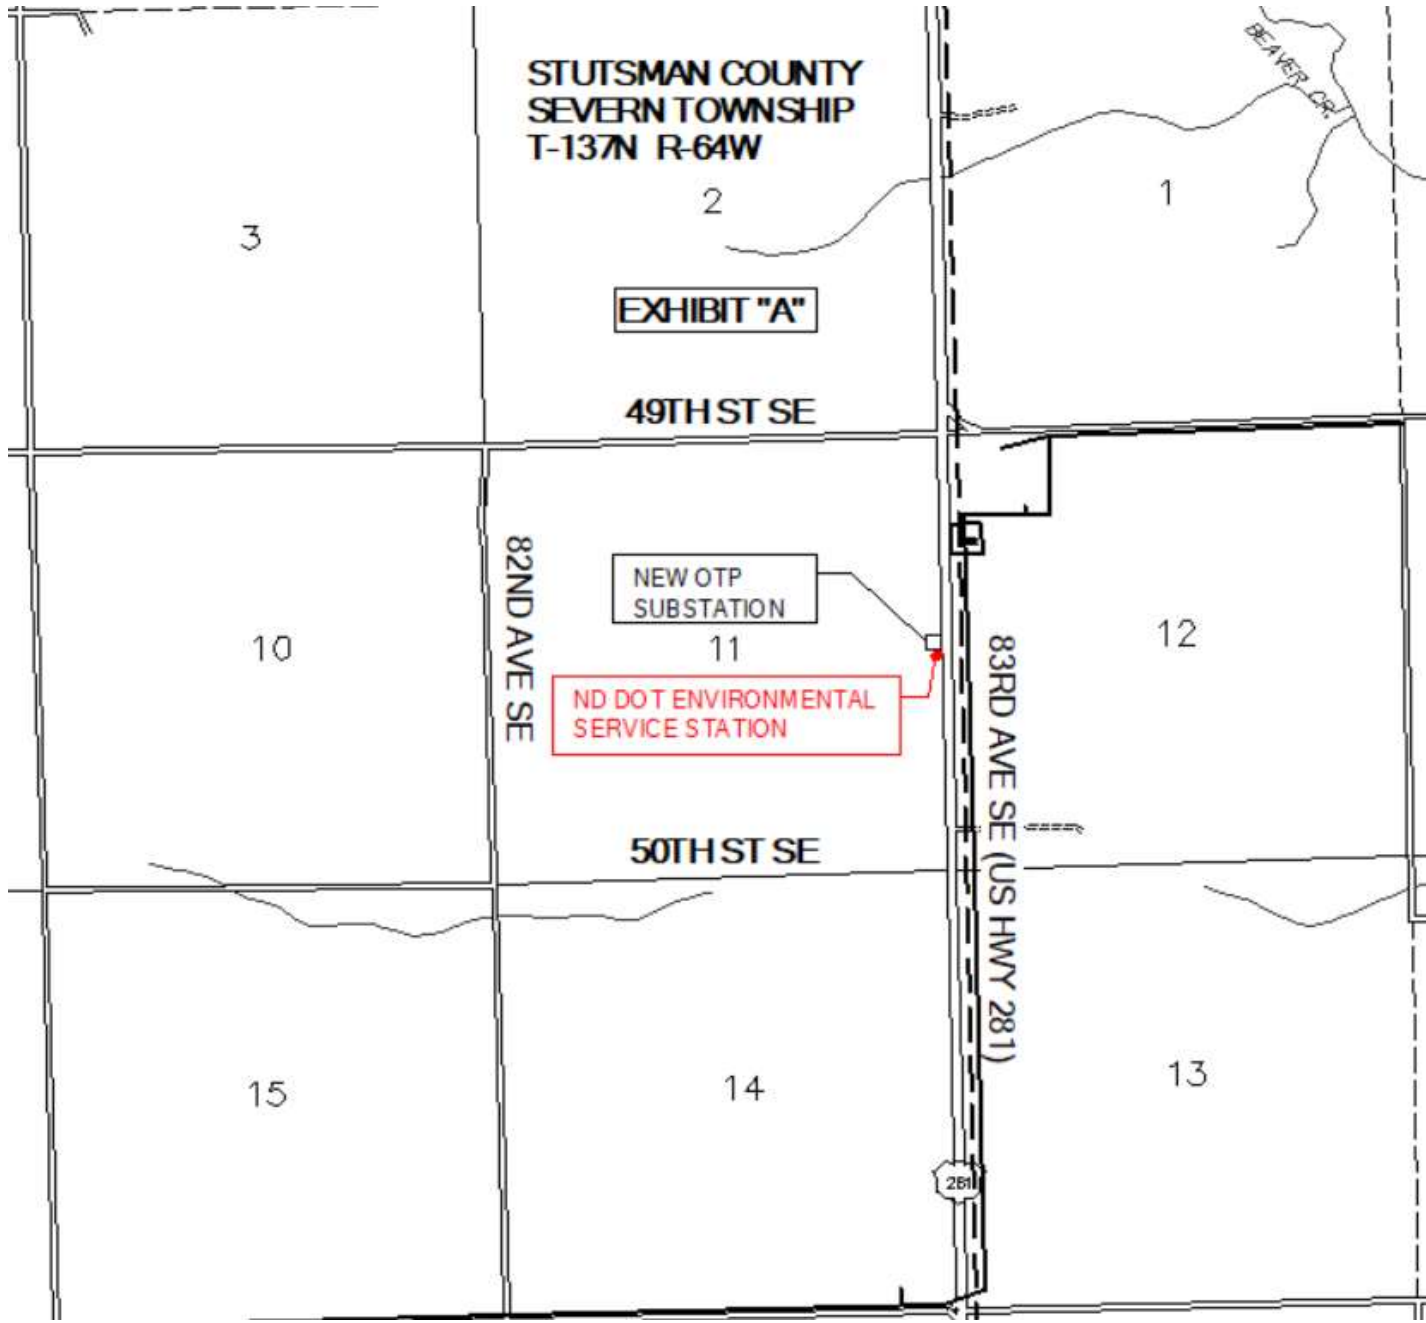 STUTSMAN COUNTY
SEVERN TOWNSHIP
T-137N R-64W
BEAVER CR.
3
2
1
EXHIBIT "A"
49TH ST SE
82ND AVE SE
NEW OTP
SUBSTATION
10
11
12
ND DOT ENVIRONMENTAL
SERVICE STATION
83RD AVE SE (US HWY 281)
50TH ST SE
15
14
13
281